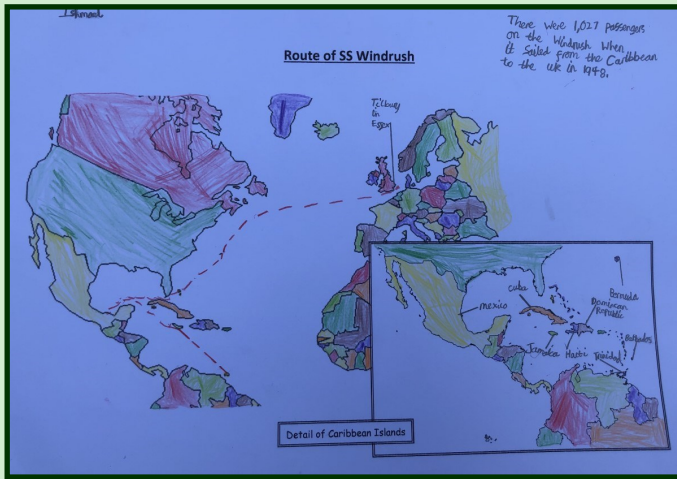 Ishmael
There were 1,027 passengers
on the Windrush when
it sailed from the Caribbean
to the uk in 1948.
Route of SS Windrush
Tilbury
in
Essex
Bermuda
Cuba
Dominican
Republic
mexico
Barbados
Jamaica Haiti Trinidad
Detail of Caribbean Islands